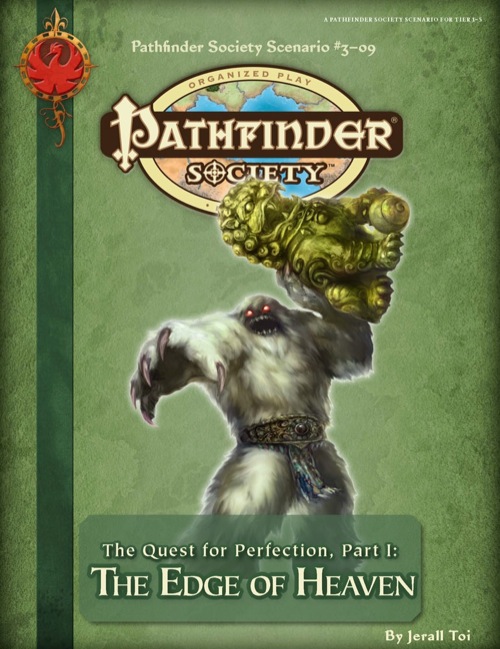 A PATHFINDER SOCIETY SCENARIO FOR TIER 1–5
Pathfinder Society Scenario #3–09
ORGANIZED PLAY
PATHFINDER®
SOCIETY™
The Quest for Perfection, Part I:
THE EDGE OF HEAVEN
By Jerall Toi